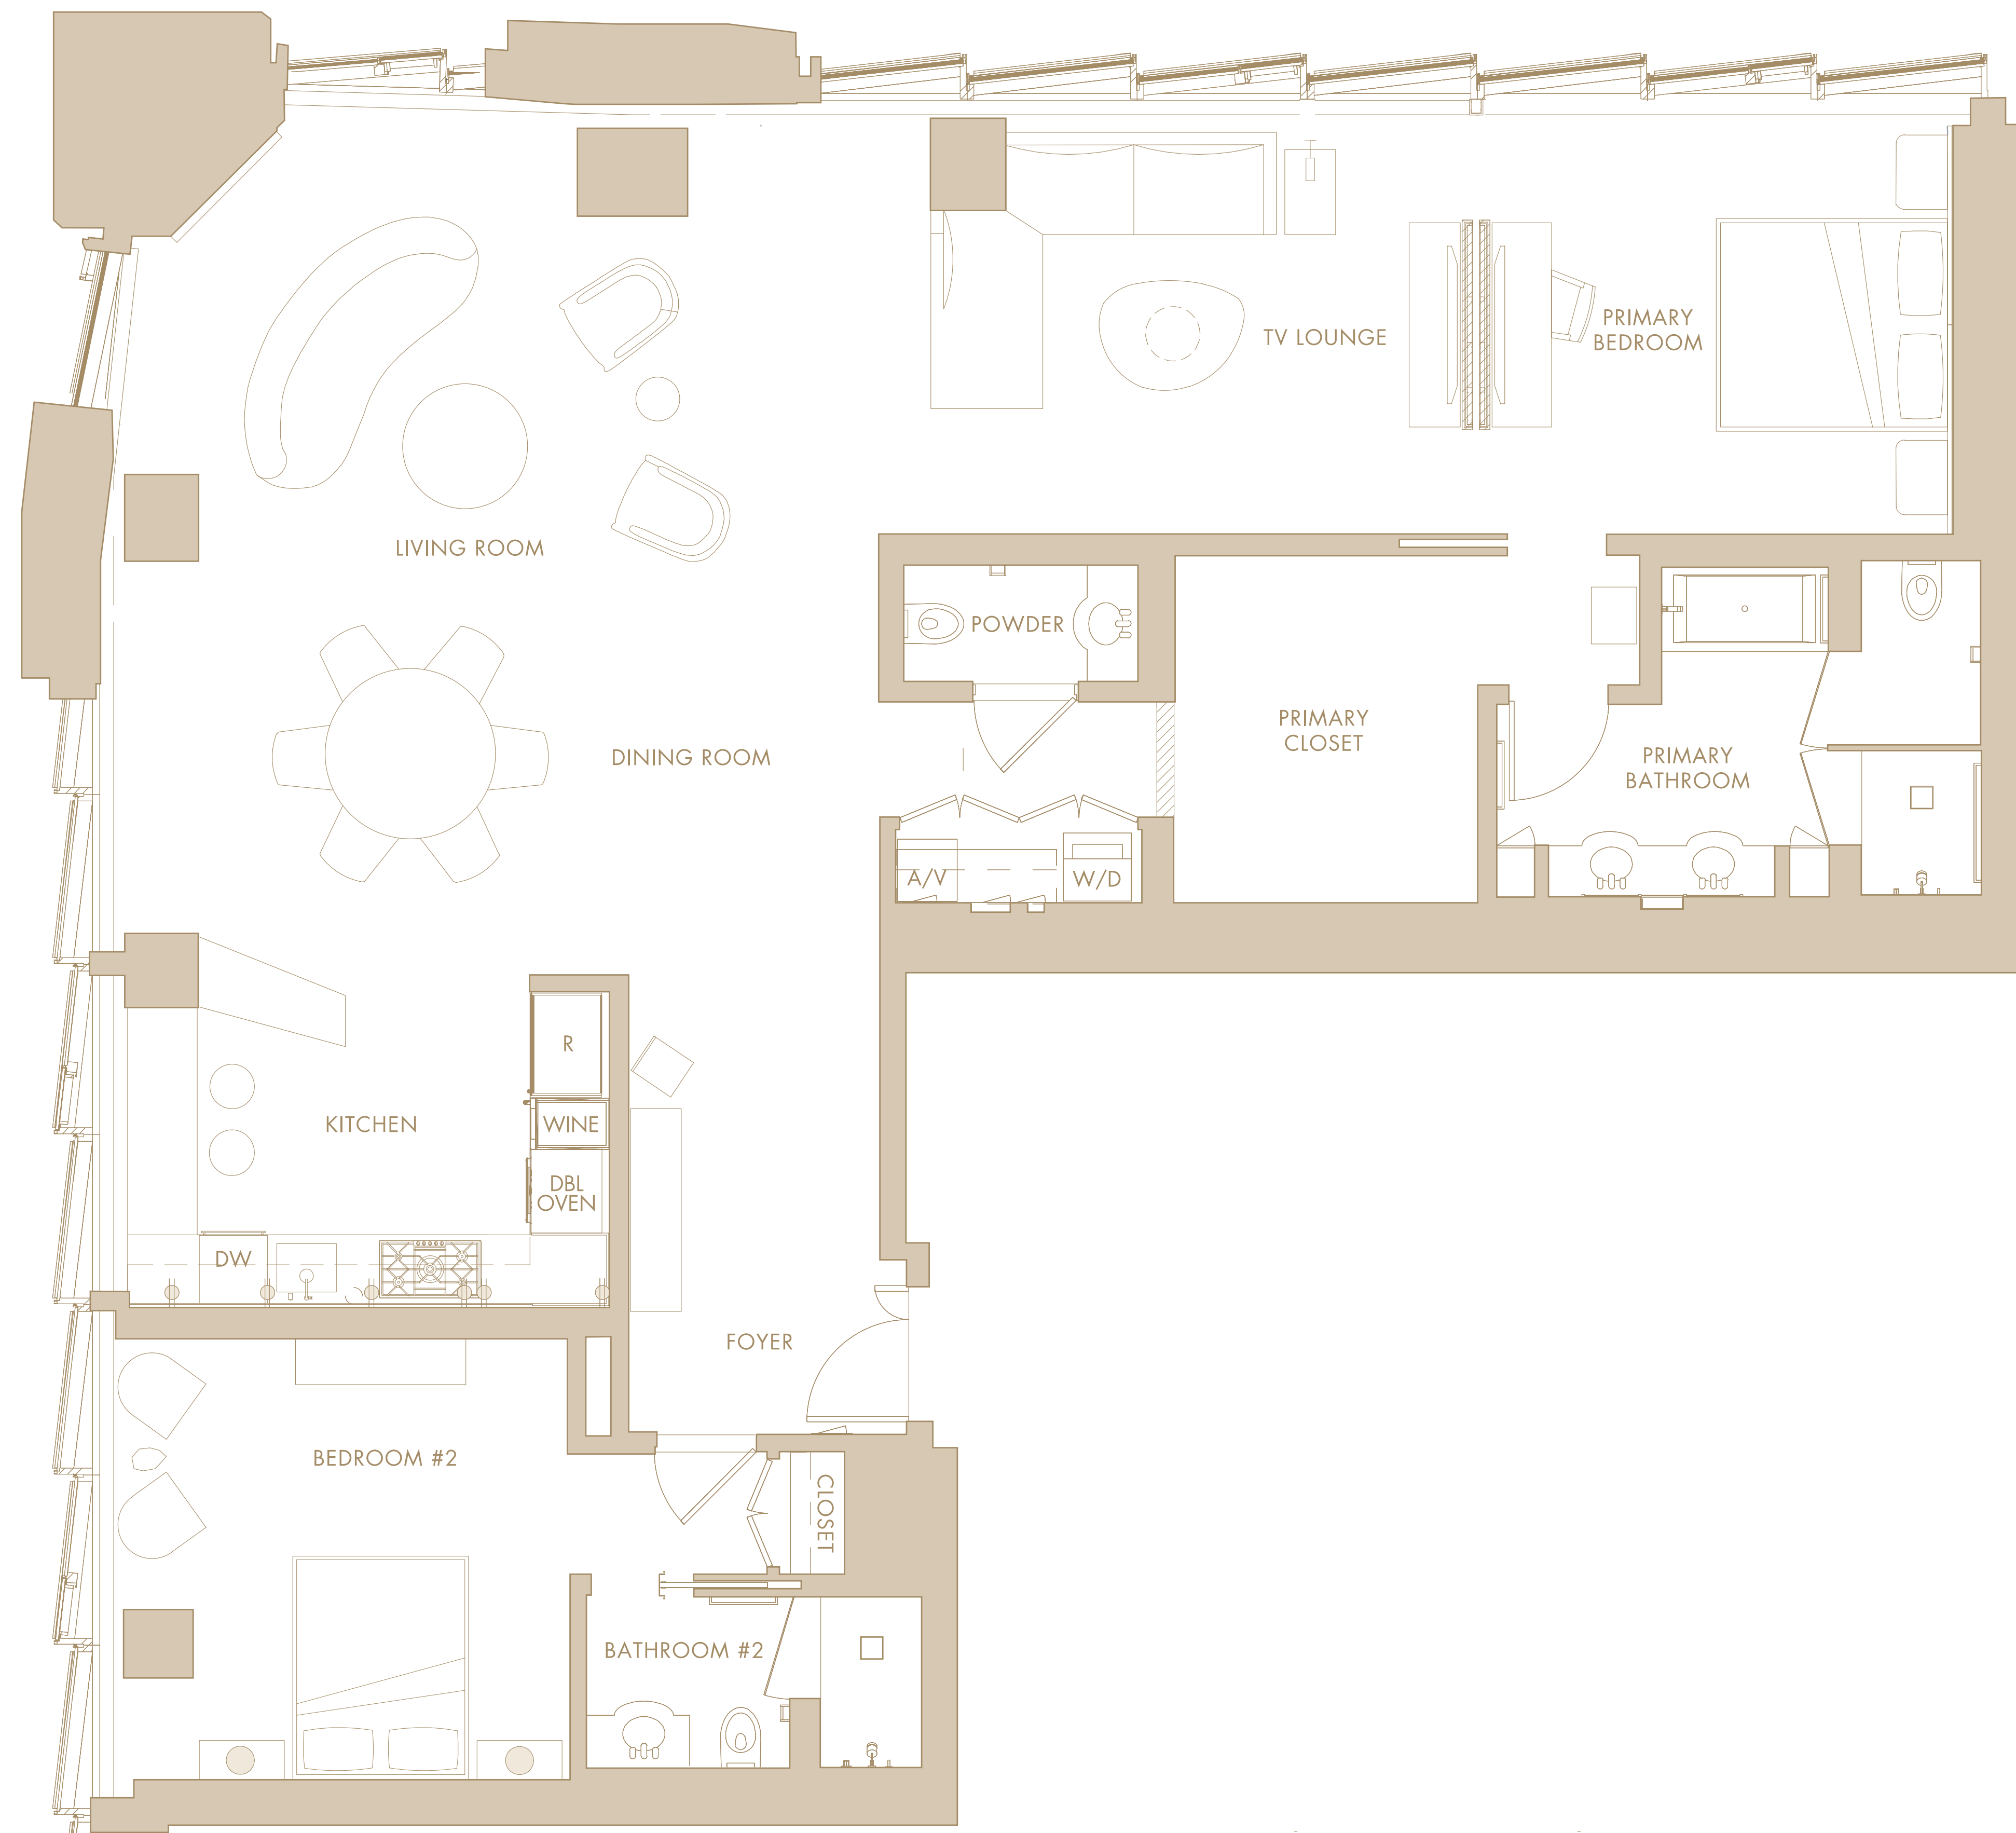 TV LOUNGE
PRIMARY
BEDROOM
LIVING ROOM
POWDER
PRIMARY
CLOSET
DINING ROOM
PRIMARY
BATHROOM
A/V
W/D
R
WINE
KITCHEN
DBL
OVEN
DW
FOYER
BEDROOM #2
CLOSET
BATHROOM #2